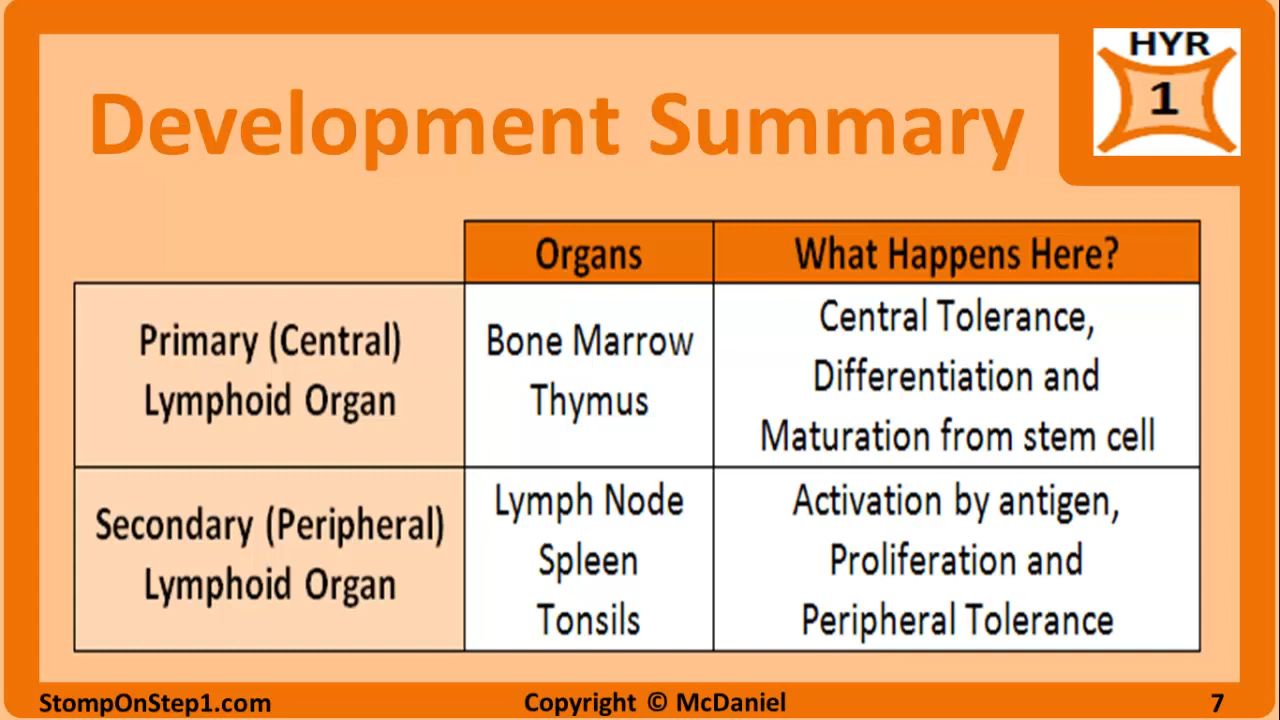 HYR
1
Development Summary
Organs
What Happens Here?
Primary (Central)
Lymphoid Organ
Bone Marrow
Thymus
Central Tolerance,
Differentiation and
Maturation from stem cell
Secondary (Peripheral)
Lymphoid Organ
Lymph Node
Spleen
Tonsils
Activation by antigen,
Proliferation and
Peripheral Tolerance
StompOnStep1.com
Copyright © McDaniel
7